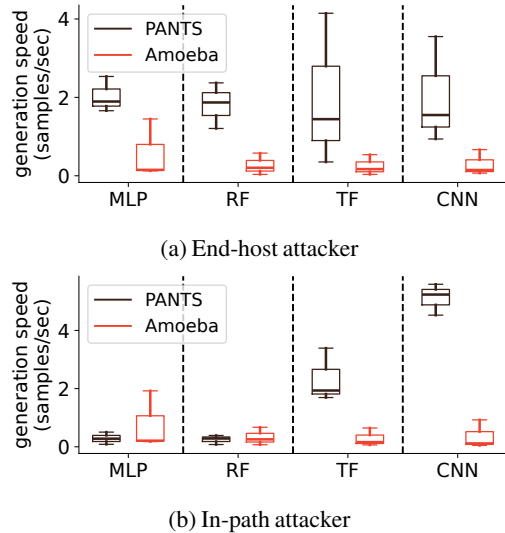 generation speed
(samples/sec)
4
2
0
PANTS
Amoeba
MLP RF TF CNN
(a) End-host attacker
generation speed
(samples/sec)
4
2
0
PANTS
Amoeba
MLP RF TF CNN
(b) In-path attacker